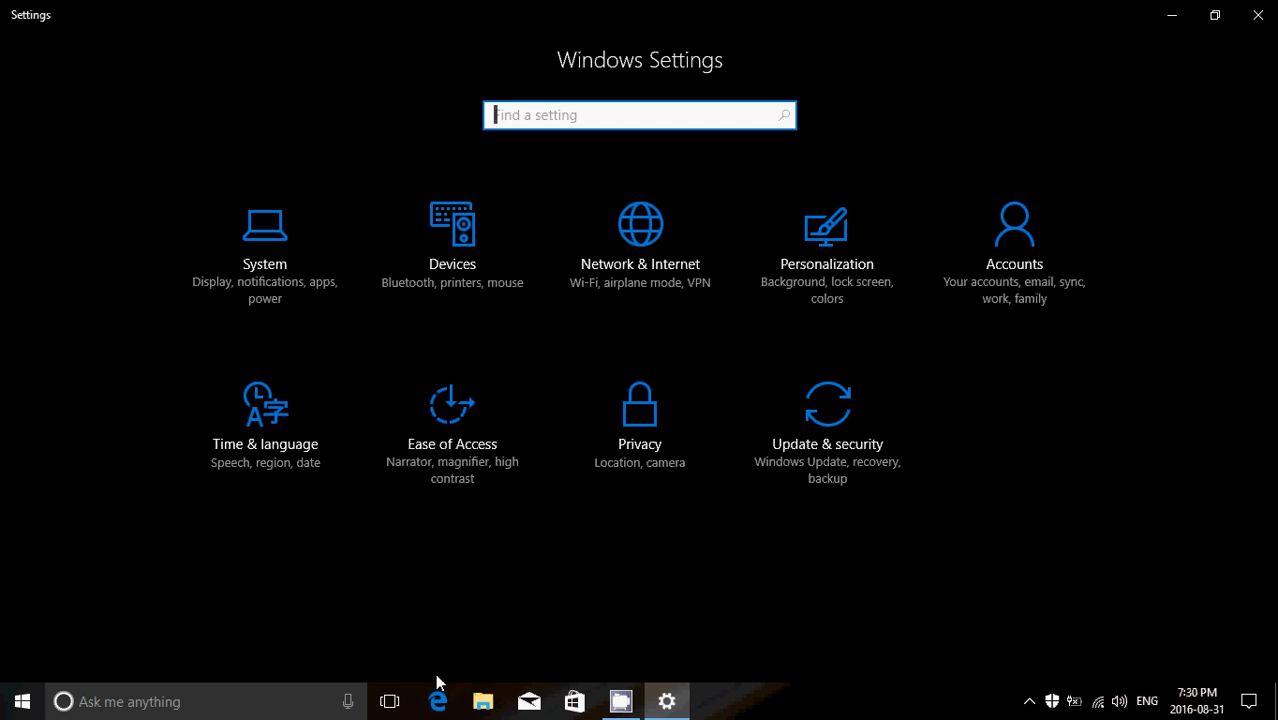 Settings
Windows Settings
Find a setting
System
Display, notifications, apps,
power
Devices
Bluetooth, printers, mouse
Network & Internet
Wi-Fi, airplane mode, VPN
Personalization
Background, lock screen,
colors
Accounts
Your accounts, email, sync,
work, family
Time & language
Speech, region, date
Ease of Access
Narrator, magnifier, high
contrast
Privacy
Location, camera
Update & security
Windows Update, recovery,
backup
Ask me anything
ENG
7:30 PM
2016-08-31